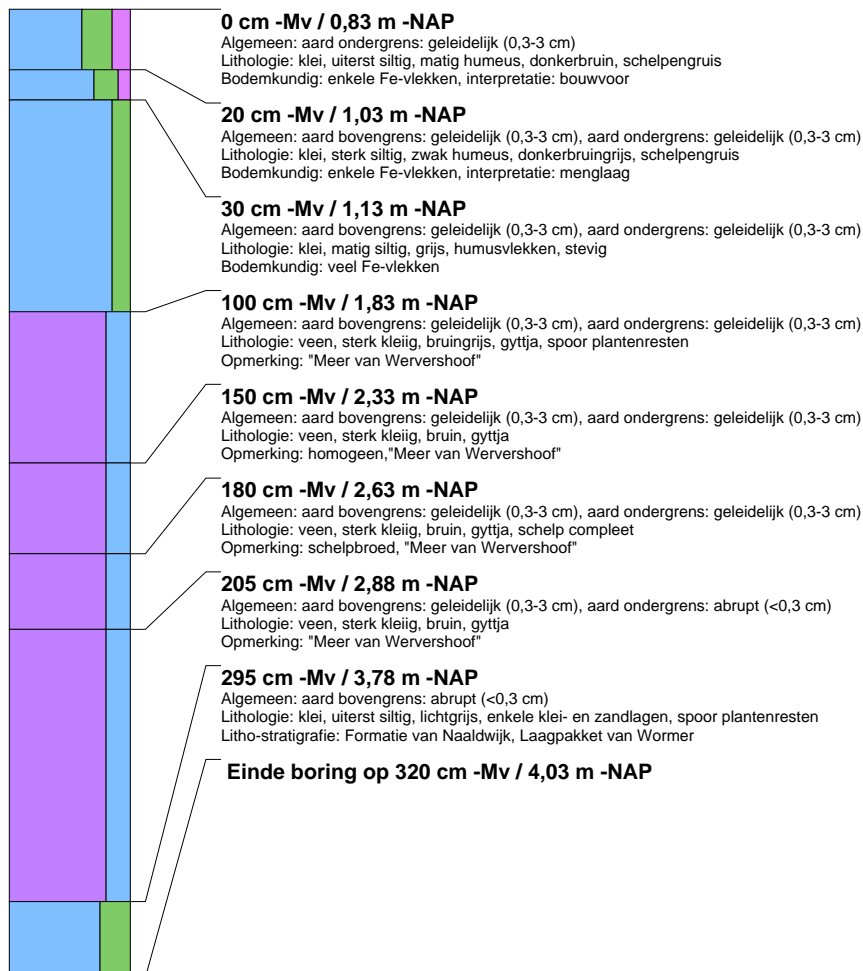 0 cm -Mv / 0,83 m -NAP
Algemeen: aard ondergrens: geleidelijk (0,3-3 cm)
Lithologie: klei, uiterst siltig, matig humeus, donkerbruin, schelpengruis
Bodemkundig: enkele Fe-vlekken, interpretatie: bouwvoor
20 cm -Mv / 1,03 m -NAP
Algemeen: aard bovengrens: geleidelijk (0,3-3 cm), aard ondergrens: geleidelijk (0,3-3 cm)
Lithologie: klei, sterk siltig, zwak humeus, donkerbruingrijs, schelpengruis
Bodemkundig: enkele Fe-vlekken, interpretatie: menglaag
30 cm -Mv / 1,13 m -NAP
Algemeen: aard bovengrens: geleidelijk (0,3-3 cm), aard ondergrens: geleidelijk (0,3-3 cm)
Lithologie: klei, matig siltig, grijs, humusvlekken, stevig
Bodemkundig: veel Fe-vlekken
100 cm -Mv / 1,83 m -NAP
Algemeen: aard bovengrens: geleidelijk (0,3-3 cm), aard ondergrens: geleidelijk (0,3-3 cm)
Lithologie: veen, sterk kleiig, bruingrijs, gyttja, spoor plantenresten
Opmerking: "Meer van Wervershoof"
150 cm -Mv / 2,33 m -NAP
Algemeen: aard bovengrens: geleidelijk (0,3-3 cm), aard ondergrens: geleidelijk (0,3-3 cm)
Lithologie: veen, sterk kleiig, bruin, gyttja
Opmerking: homogeen,"Meer van Wervershoof"
180 cm -Mv / 2,63 m -NAP
Algemeen: aard bovengrens: geleidelijk (0,3-3 cm), aard ondergrens: geleidelijk (0,3-3 cm)
Lithologie: veen, sterk kleiig, bruin, gyttja, schelp compleet
Opmerking: schelpbroed, "Meer van Wervershoof"
205 cm -Mv / 2,88 m -NAP
Algemeen: aard bovengrens: geleidelijk (0,3-3 cm), aard ondergrens: abrupt (<0,3 cm)
Lithologie: veen, sterk kleiig, bruin, gyttja
Opmerking: "Meer van Wervershoof"
295 cm -Mv / 3,78 m -NAP
Algemeen: aard bovengrens: abrupt (<0,3 cm)
Lithologie: klei, uiterst siltig, lichtgrijs, enkele klei- en zandlagen, spoor plantenresten
Litho-stratigrafie: Formatie van Naaldwijk, Laagpakket van Wormer
Einde boring op 320 cm -Mv / 4,03 m -NAP